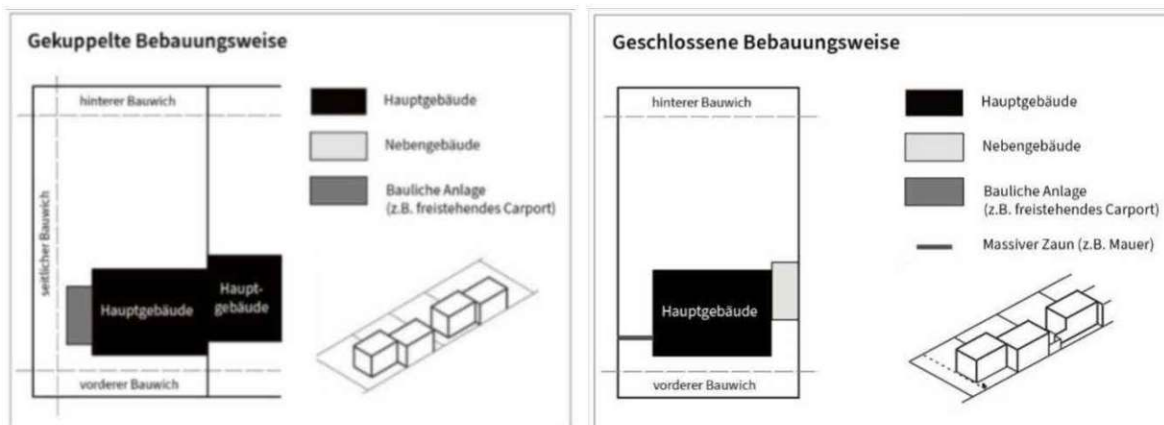 Gekuppelte Bebauungsweise
hinterer Bauwich
seitlicher Bauwich
Hauptgebäude
Haupt-
gebäude
vorderer Bauwich
Hauptgebäude
Nebengebäude
Bauliche Anlage
(z.B. freistehendes Carport)
Geschlossene Bebauungsweise
hinterer Bauwich
Hauptgebäude
vorderer Bauwich
Hauptgebäude
Nebengebäude
Bauliche Anlage
(z.B. freistehendes Carport)
Massiver Zaun (z.B. Mauer)